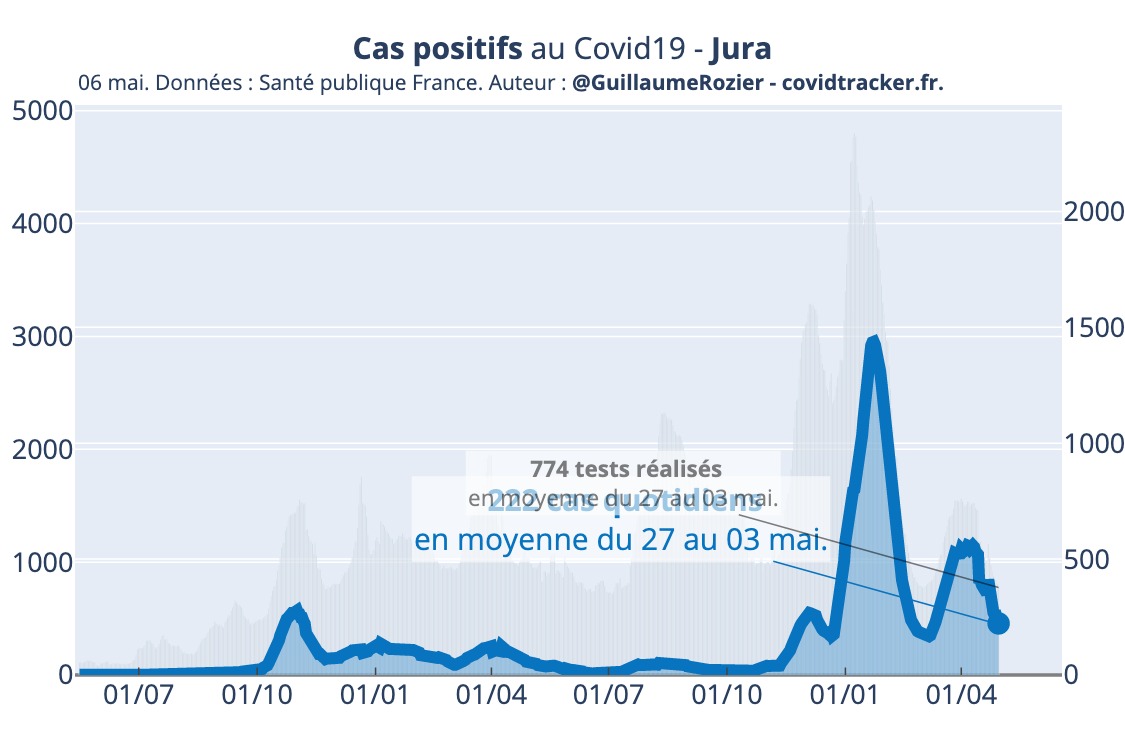 Cas positifs au Covid19 - Jura
06 mai. Données : Santé publique France. Auteur : @GuillaumeRozier - covidtracker.fr.
5000
4000
3000
2000
1000
0
2000
1500
1000
500
0
774 tests réalisés
en moyenne du 27 au 03 mai.
222 cas quotidiens
en moyenne du 27 au 03 mai.
01/07 01/10 01/01 01/04 01/07 01/10 01/01 01/04